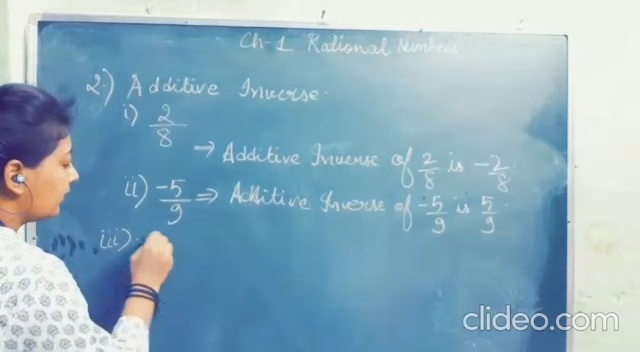 Ch-1 Rational Numbers
2.) Additive Inverse.
i) 2/8
⇒ Additive Inverse of 2/8 is -2/8.
ii) -5/9 ⇒ Additive Inverse of -5/9 is 5/9
iii)
clideo.com